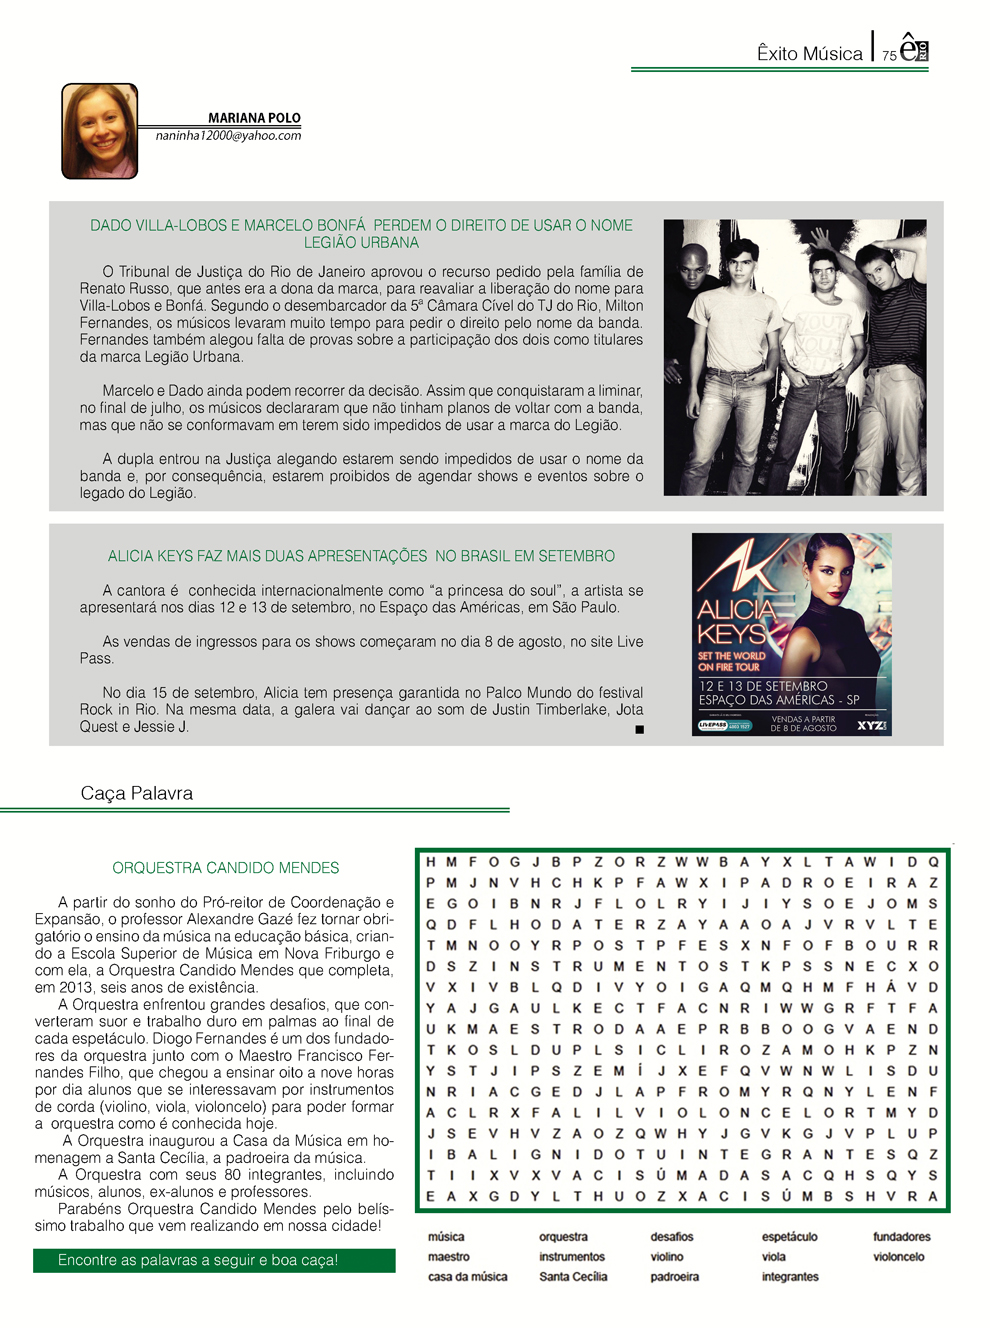 Êxito Música | 75 ê RIO
MARIANA POLO
naninha12000@yahoo.com
DADO VILLA-LOBOS E MARCELO BONFÁ PERDEM O DIREITO DE USAR O NOME
LEGIÃO URBANA
O Tribunal de Justiça do Rio de Janeiro aprovou o recurso pedido pela família de
Renato Russo, que antes era a dona da marca, para reavaliar a liberação do nome para
Villa-Lobos e Bonfá. Segundo o desembarcador da 5ª Câmara Cível do TJ do Rio, Milton
Fernandes, os músicos levaram muito tempo para pedir o direito pelo nome da banda.
Fernandes também alegou falta de provas sobre a participação dos dois como titulares
da marca Legião Urbana.
Marcelo e Dado ainda podem recorrer da decisão. Assim que conquistaram a liminar,
no final de julho, os músicos declararam que não tinham planos de voltar com a banda,
mas que não se conformavam em terem sido impedidos de usar a marca do Legião.
A dupla entrou na Justiça alegando estarem sendo impedidos de usar o nome da
banda e, por consequência, estarem proibidos de agendar shows e eventos sobre o
legado do Legião.
ALICIA KEYS FAZ MAIS DUAS APRESENTAÇÕES NO BRASIL EM SETEMBRO
A cantora é conhecida internacionalmente como “a princesa do soul”, a artista se
apresentará nos dias 12 e 13 de setembro, no Espaço das Américas, em São Paulo.
As vendas de ingressos para os shows começaram no dia 8 de agosto, no site Live
Pass.
No dia 15 de setembro, Alicia tem presença garantida no Palco Mundo do festival
Rock in Rio. Na mesma data, a galera vai dançar ao som de Justin Timberlake, Jota
Quest e Jessie J.
AK
ALICIA
KEYS
SET THE WORLD
ON FIRE TOUR
12 E 13 DE SETEMBRO
ESPAÇO DAS AMÉRICAS - SP
LIVEPASS
4003 1527
VENDAS A PARTIR
DE 8 DE AGOSTO
XYZ
Caça Palavra
ORQUESTRA CANDIDO MENDES
A partir do sonho do Pró-reitor de Coordenação e
Expansão, o professor Alexandre Gazé fez tornar obri-
gatório o ensino da música na educação básica, crian-
do a Escola Superior de Música em Nova Friburgo e
com ela, a Orquestra Candido Mendes que completa,
em 2013, seis anos de existência.
A Orquestra enfrentou grandes desafios, que con-
verteram suor e trabalho duro em palmas ao final de
cada espetáculo. Diogo Fernandes é um dos fundado-
res da orquestra junto com o Maestro Francisco Fer-
nandes Filho, que chegou a ensinar oito a nove horas
por dia alunos que se interessavam por instrumentos
de corda (violino, viola, violoncelo) para poder formar
a orquestra como é conhecida hoje.
A Orquestra inaugurou a Casa da Música em ho-
menagem a Santa Cecília, a padroeira da música.
A Orquestra com seus 80 integrantes, incluindo
músicos, alunos, ex-alunos e professores.
Parabéns Orquestra Candido Mendes pelo belís-
simo trabalho que vem realizando em nossa cidade!
Encontre as palavras a seguir e boa caça!
H M F O G J B P Z O R Z W W B A Y X L T A W I D Q
P M J N V H C H K P F A W X I P A D R O E I R A Z
E G O I B N R J F L O L R Y I J I Y S O E J O M S
Q D F L H O D A T E R Z A Y A A O A J V R V L T E
T M N O O Y R P O S T P F E S X N F O F B O U R R
D S Z I N S T R U M E N T O S T K P S S N E C X O
V X I V B L Q D I V Y O I G A Q M Q H M F H Á V D
Y A J G A U L K E C T F A C N R I W W G R F T F A
U K M A E S T R O D A A E P R B B O O G V A E N D
T K O S L D U P L S I C L I R O Z A M O H K P Z N
Y S T J I P S Z E M Í J X E F Q V W N W L I S D U
N R I A C G E D J L A P F R O M Y R Q N Y L E N F
A C L R X F A L I L V I O L O N C E L O R T M Y D
J S E V H V Z A O Z Q W H Y J G V K G J V P L U P
I B A L I G N I D O T U I N T E G R A N T E S Q Z
T I I X V X V A C I S Ú M A D A S A C Q H S Q Y S
E A X G D Y L T H U O Z X A C I S Ú M B S H V R A
música orquestra desafios espetáculo fundadores
maestro instrumentos violino viola violoncelo
casa da música Santa Cecília padroeira integrantes